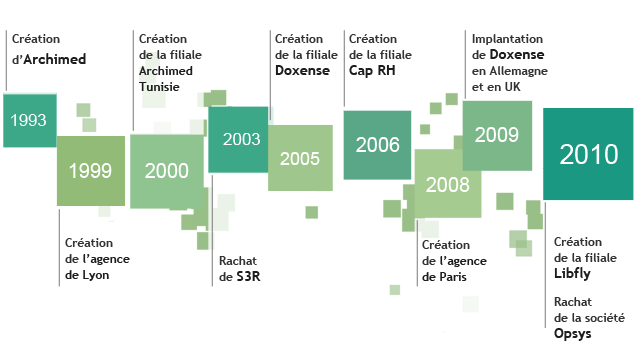 Création
d'Archimed
Création
de la filiale
Archimed
Tunisie
Création
de la filiale
Doxense
Création
de la filiale
Cap RH
Implantation
de Doxense
en Allemagne
et en UK
1993
1999
2000
2003
2005
2006
2008
2009
2010
Création
de l'agence
de Lyon
Rachat
de S3R
Création
de l'agence
de Paris
Création
de la filiale
Libfly
Rachat
de la société
Opsys